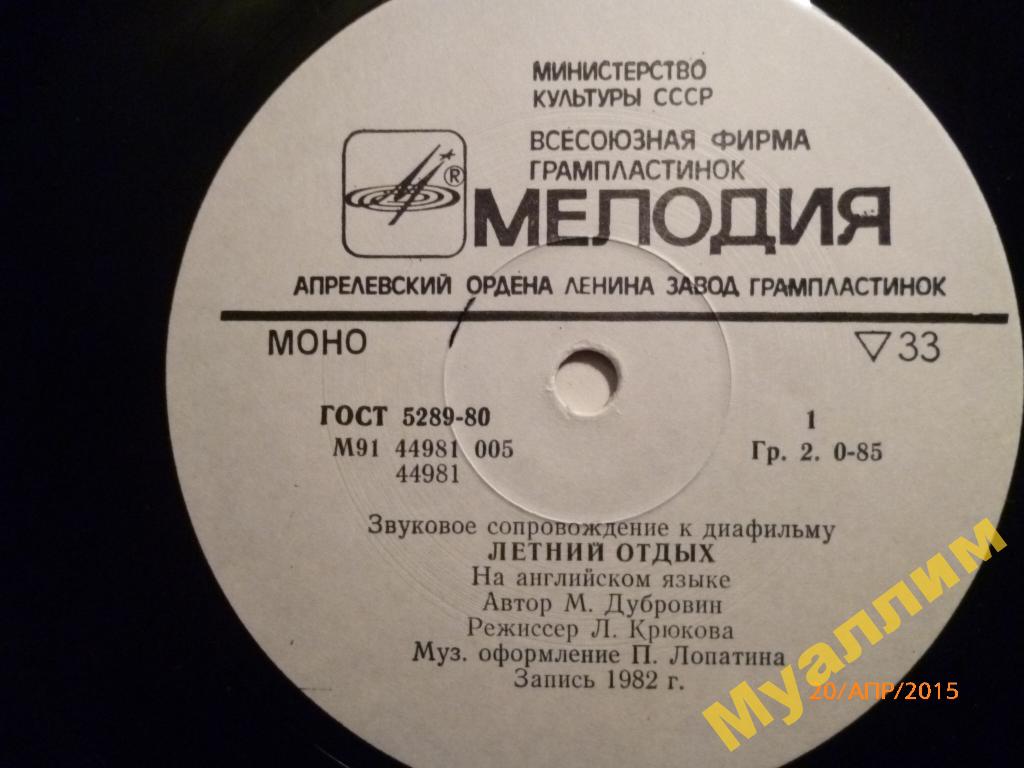 МИНИСТЕРСТВО
КУЛЬТУРЫ СССР
ВСЕСОЮЗНАЯ ФИРМА
ГРАМПЛАСТИНОК
®
МЕЛОДИЯ
АПРЕЛЕВСКИЙ ОРДЕНА ЛЕНИНА ЗАВОД ГРАМПЛАСТИНОК
МОНО ▽33
ГОСТ 5289-80 1
М91 44981 005 Гр. 2. 0-85
44981
Звуковое сопровождение к диафильму
ЛЕТНИЙ ОТДЫХ
На английском языке
Автор М. Дубровин
Режиссер Л. Крюкова
Муз. оформление П. Лопатина
Запись 1982 г.
Муаллим
20/АПР/2015